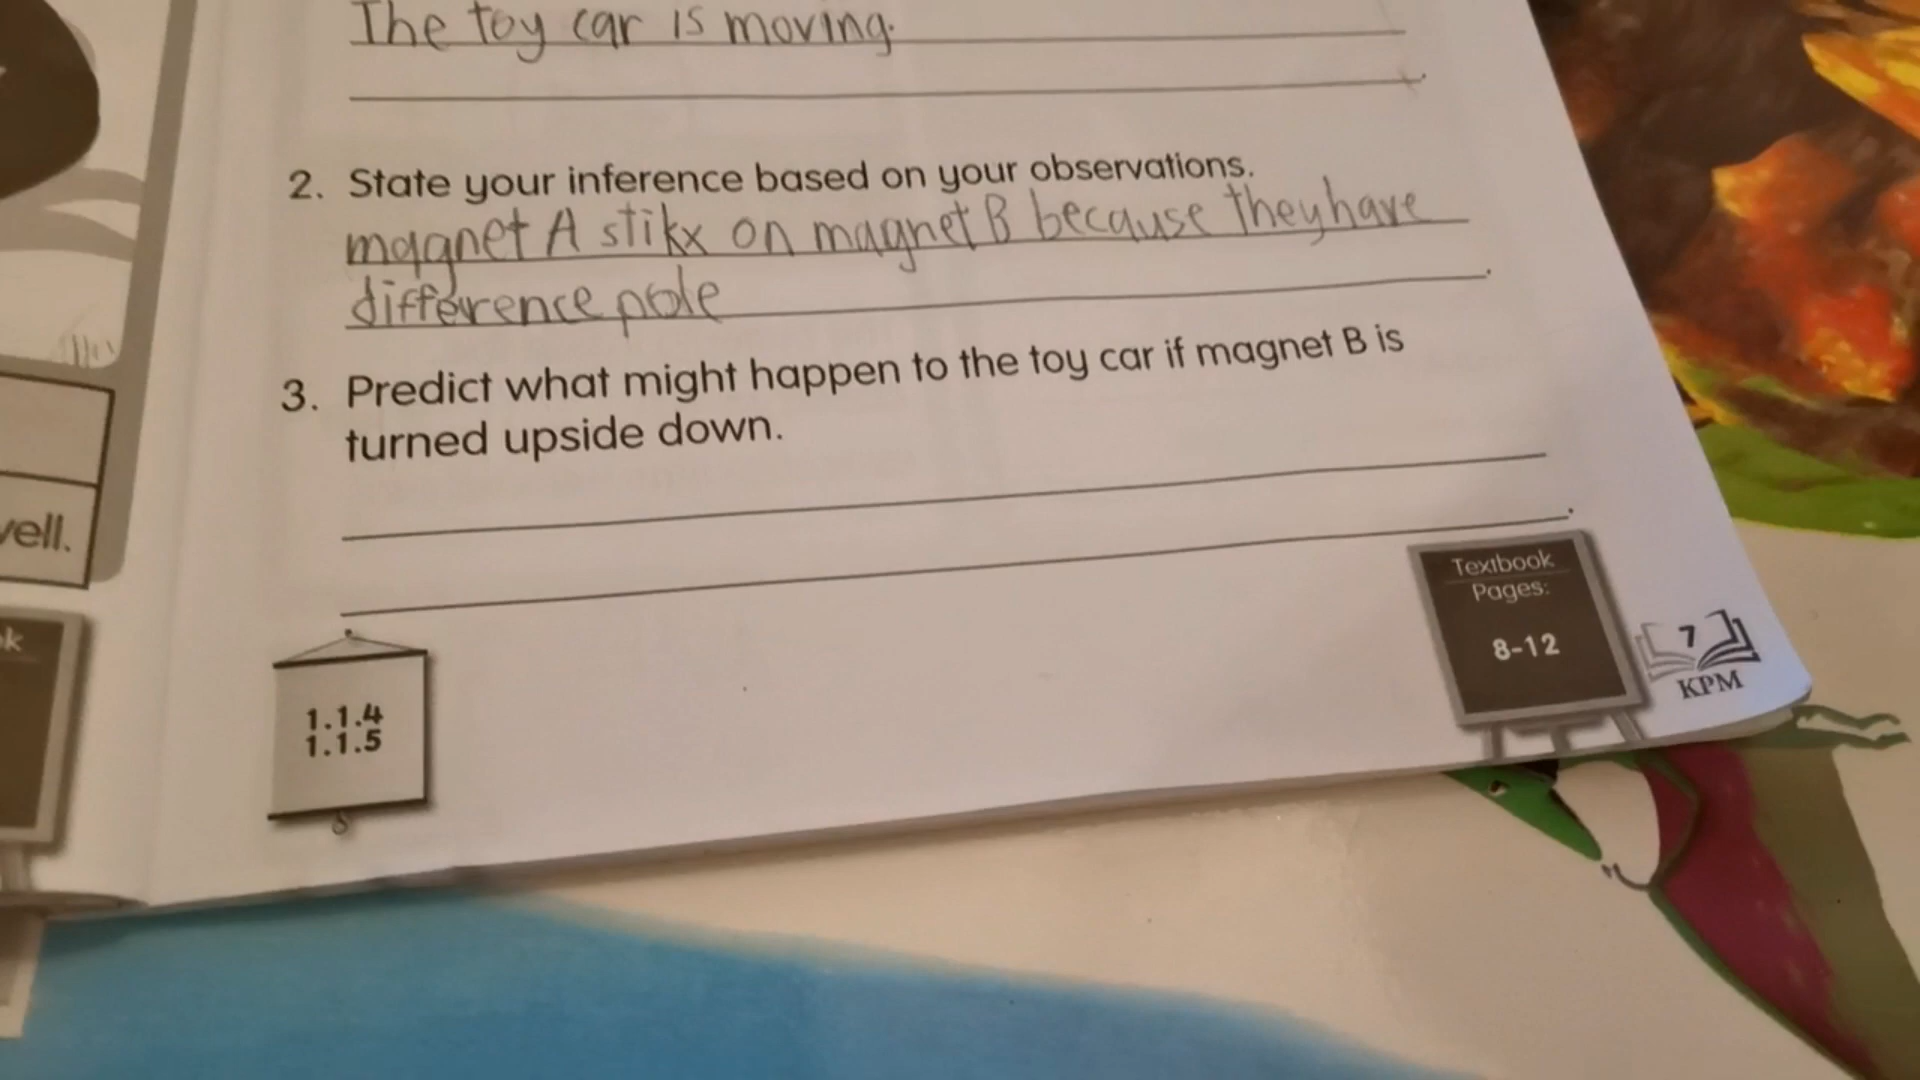 The toy car is moving.
2. State your inference based on your observations.
magnet A stikx on magnet B because they have
difference pole
3. Predict what might happen to the toy car if magnet B is
turned upside down.
vell.
k
1.1.4
1.1.5
Textbook
Pages:
8-12
7
KPM